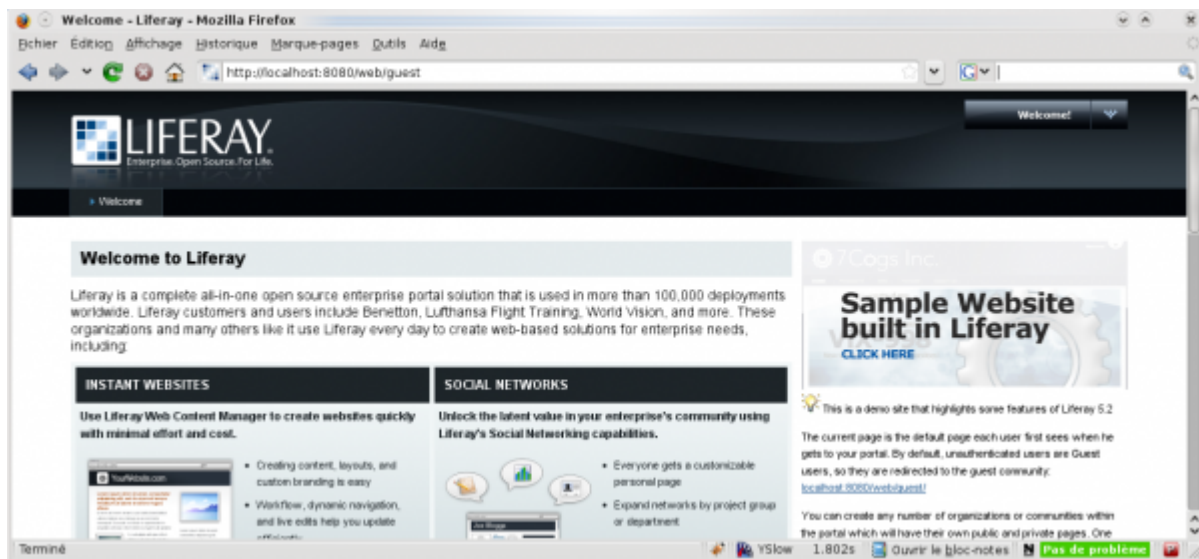 Welcome - Liferay - Mozilla Firefox
Fichier Édition Affichage Historique Marque-pages Outils Aide
http://localhost:8080/web/guest
Welcome!
LIFERAY.
Enterprise. Open Source. For Life.
Welcome
Welcome to Liferay
Liferay is a complete all-in-one open source enterprise portal solution that is used in more than 100,000 deployments
worldwide. Liferay customers and users include Benetton, Lufthansa Flight Training, World Vision, and more. These
organizations and many others like it use Liferay every day to create web-based solutions for enterprise needs,
including:
INSTANT WEBSITES
Use Liferay Web Content Manager to create websites quickly
with minimal effort and cost.
YourWebsite.com
Creating content, layouts, and
custom branding is easy
Workflow, dynamic navigation,
and live edits help you update
efficiently
SOCIAL NETWORKS
Unlock the latent value in your enterprise's community using
Liferay's Social Networking capabilities.
Joe Bloggs
Everyone gets a customizable
personal page
Expand networks by project group
or department
7Cogs Inc.
Sample Website
built in Liferay
CLICK HERE
This is a demo site that highlights some features of Liferay 5.2
The current page is the default page each user first sees when he
gets to your portal. By default, unauthenticated users are Guest
users, so they are redirected to the guest community:
localhost:8080/web/guest/
You can create any number of organizations or communities within
the portal which will have their own public and private pages. One
Terminé
YSlow 1.802s Ouvrir le bloc-notes N Pas de problème